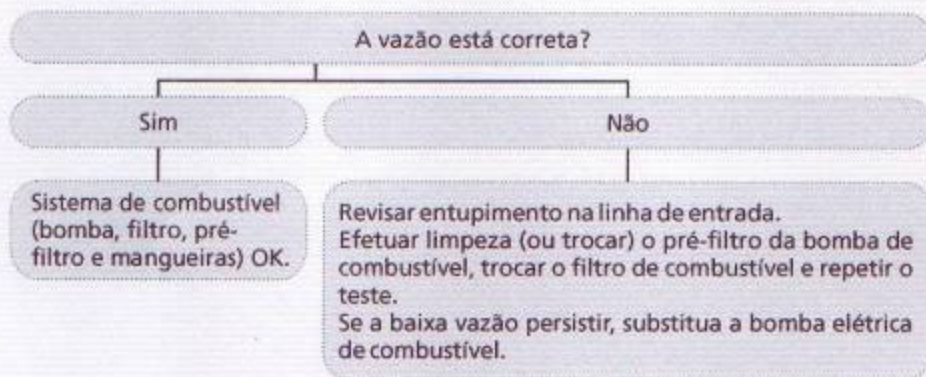 A vazão está correta?
Sim
Não
Sistema de combustível
(bomba, filtro, pré-
filtro e mangueiras) OK.
Revisar entupimento na linha de entrada.
Efetuar limpeza (ou trocar) o pré-filtro da bomba de
combustível, trocar o filtro de combustível e repetir o
teste.
Se a baixa vazão persistir, substitua a bomba elétrica
de combustível.